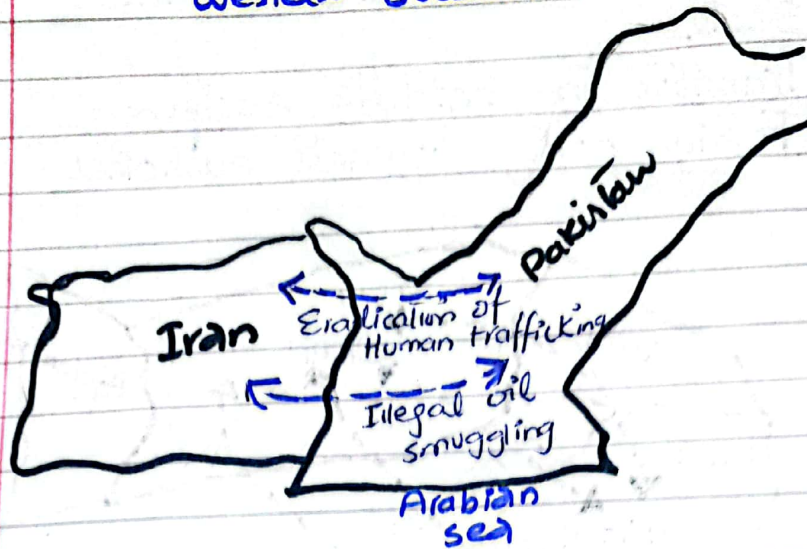 Pakistan
Iran
Eradication of
Human trafficking
Illegal oil
smuggling
Arabian
sea